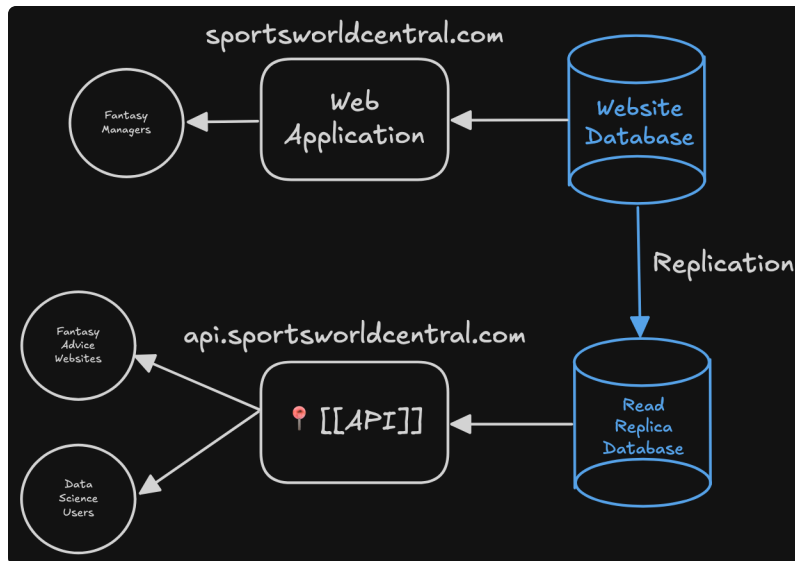 sportsworldcentral.com
Fantasy
Managers
Web
Application
Website
Database
Replication
Fantasy
Advice
Websites
api.sportsworldcentral.com
[[API]]
Read
Replica
Database
Data
Science
Users